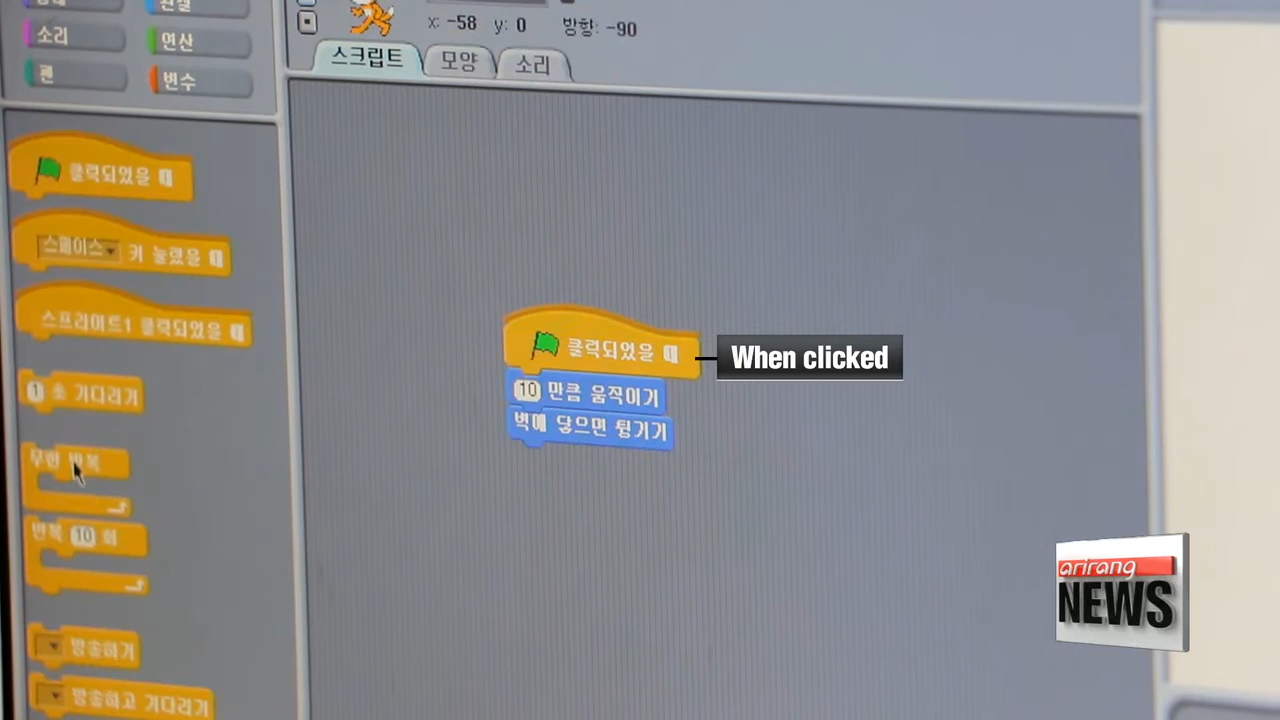 소리
연산
펜
변수
x: -58 y: 0 방향: -90
스크립트 모양 소리
클릭되었을
스페이스 키 눌렸을
스프라이트1 클릭되었을
1 초 기다리기
무한 반복
반복 10 회
방송하기
방송하고 기다리기
클릭되었을
10 만큼 움직이기
벽에 닿으면 튕기기
When clicked
arirang
NEWS